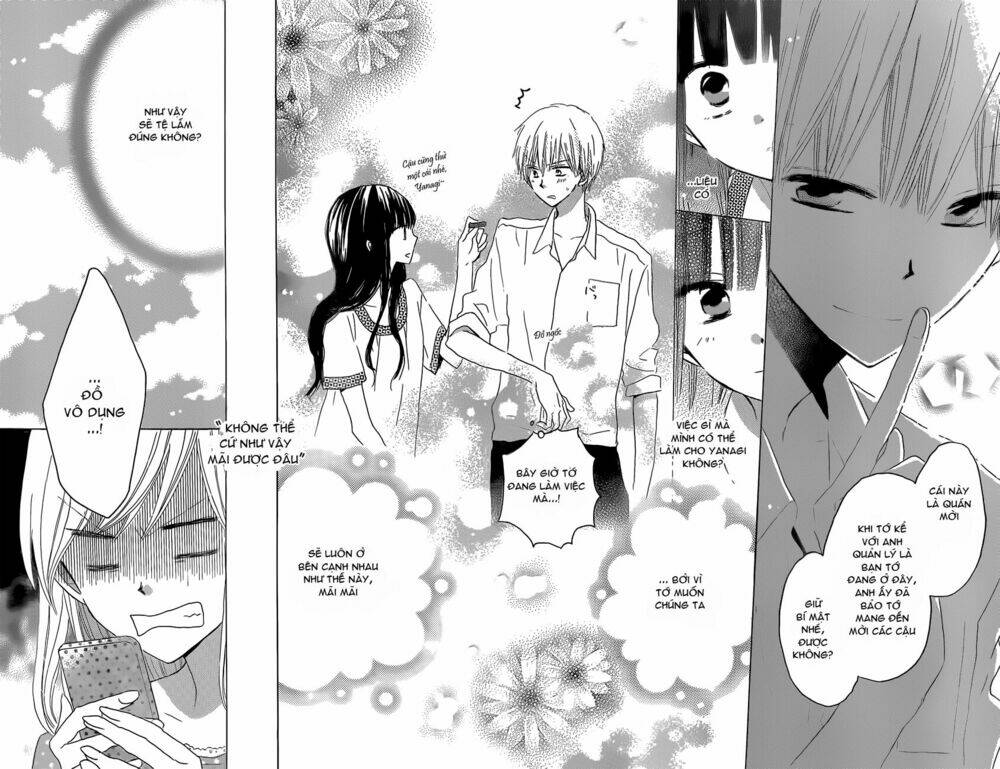 CÁI NÀY
LÀ QUÁN
MỚI
KHI TỚ KỂ
VỚI ANH
QUẢN LÝ LÀ
BẠN TỚ
ĐANG Ở ĐÂY,
ANH ẤY ĐÃ
BẢO TỚ
MANG ĐẾN
MỜI CÁC CẬU
GIỮ
BÍ MẬT
NHÉ, ĐƯỢC
KHÔNG?
...LIỆU
CÓ
VIỆC GÌ MÀ
MÌNH CÓ THỂ
LÀM CHO YANAGI
KHÔNG?
Cậu cũng thử
một cái nhé,
Yanagi~
Đồ ngốc
BÂY GIỜ TỚ
ĐANG LÀM VIỆC
MÀ...!
... BỞI VÌ
TỚ MUỐN
CHÚNG TA
SẼ LUÔN Ở
BÊN CẠNH NHAU
NHƯ THẾ NÀY,
MÃI MÃI
"KHÔNG THỂ
CỨ NHƯ VẬY
MÃI ĐƯỢC ĐÂU"
NHƯ VẬY
SẼ TỆ LẮM
ĐÚNG KHÔNG?
...
ĐỒ
VÔ DỤNG
...!